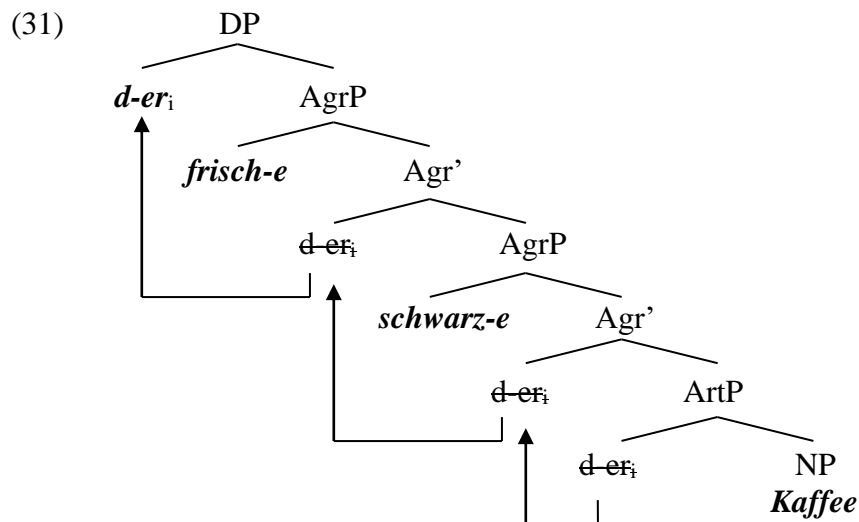 (31) DP
d-erᵢ AgrP
frisch-e Agr’
d-erᵢ AgrP
schwarz-e Agr’
d-erᵢ ArtP
d-erᵢ NP
Kaffee